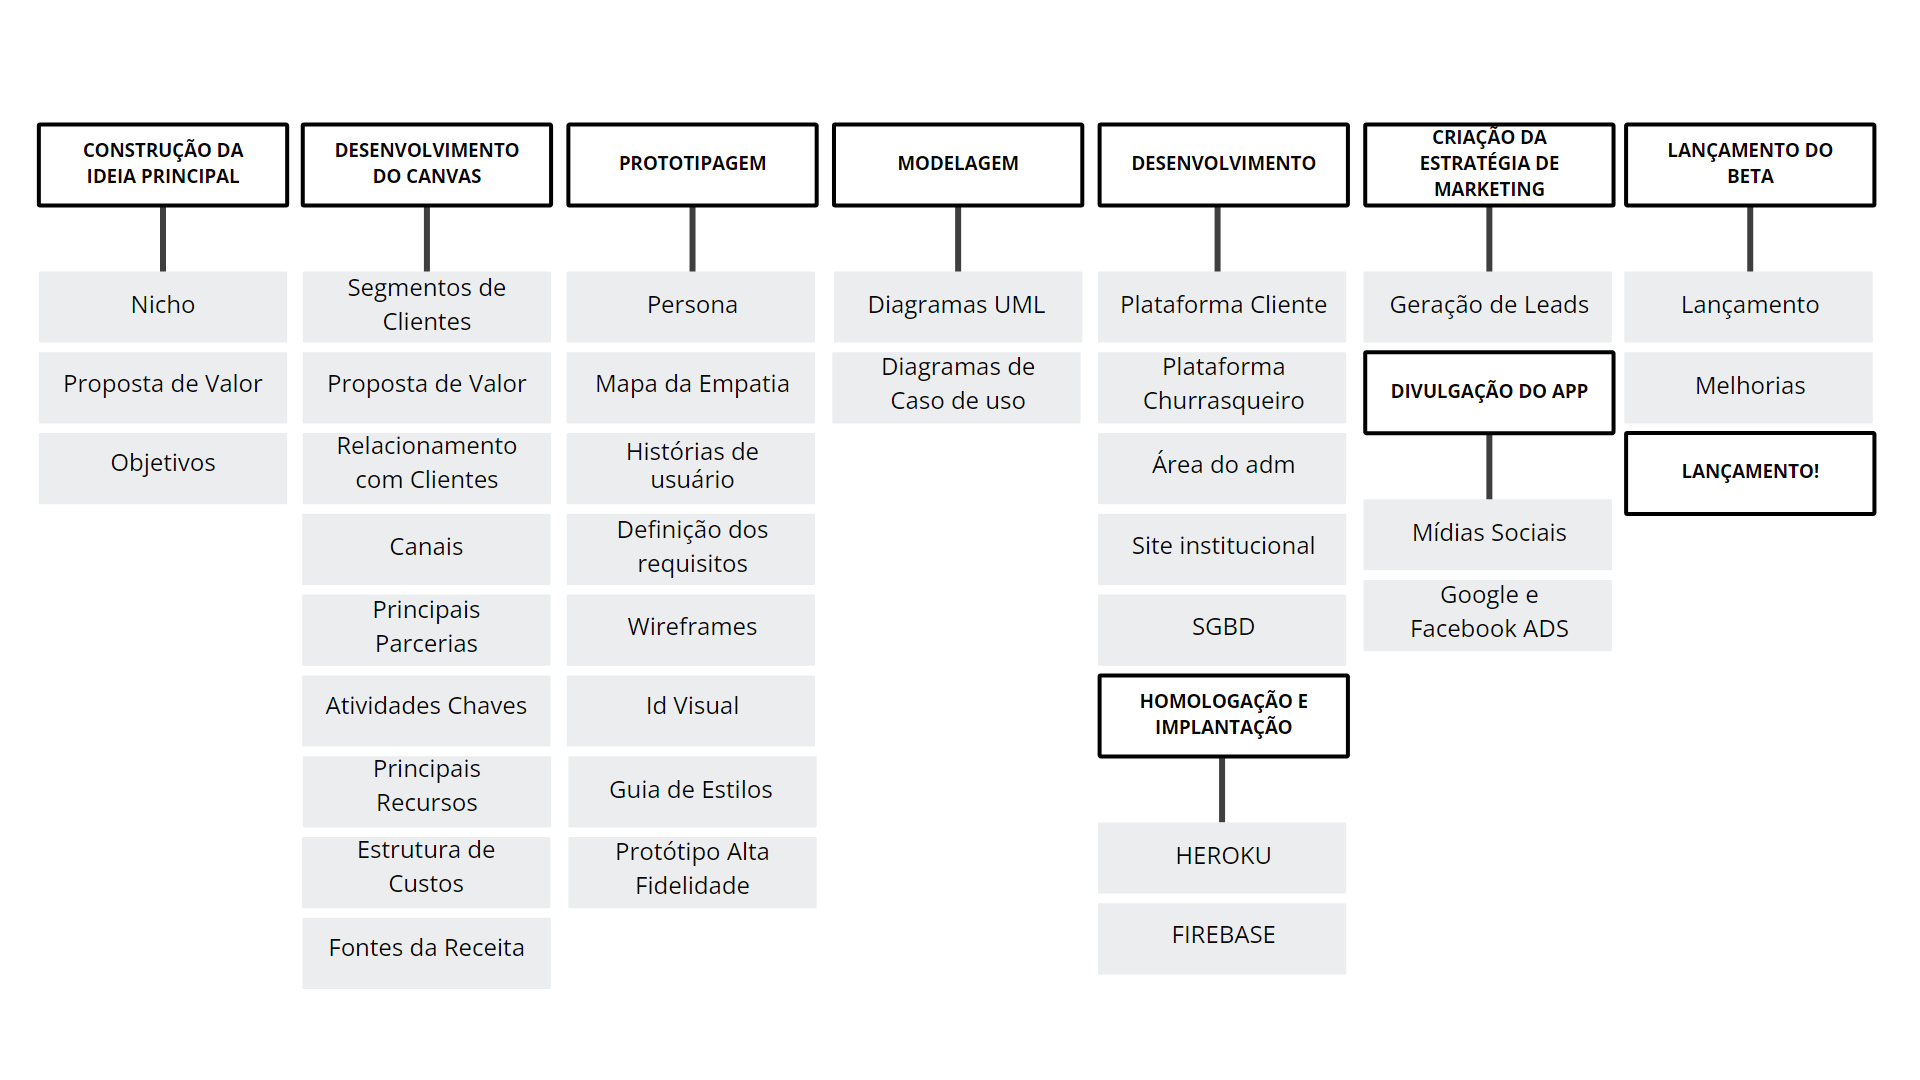 CONSTRUÇÃO DA
IDEIA PRINCIPAL
Nicho
Proposta de Valor
Objetivos
DESENVOLVIMENTO
DO CANVAS
Segmentos de
Clientes
Proposta de Valor
Relacionamento
com Clientes
Canais
Principais
Parcerias
Atividades Chaves
Principais
Recursos
Estrutura de
Custos
Fontes da Receita
PROTOTIPAGEM
Persona
Mapa da Empatia
Histórias de
usuário
Definição dos
requisitos
Wireframes
Id Visual
Guia de Estilos
Protótipo Alta
Fidelidade
MODELAGEM
Diagramas UML
Diagramas de
Caso de uso
DESENVOLVIMENTO
Plataforma Cliente
Plataforma
Churrasqueiro
Área do adm
Site institucional
SGBD
HOMOLOGAÇÃO E
IMPLANTAÇÃO
HEROKU
FIREBASE
CRIAÇÃO DA
ESTRATÉGIA DE
MARKETING
Geração de Leads
DIVULGAÇÃO DO APP
Mídias Sociais
Google e
Facebook ADS
LANÇAMENTO DO
BETA
Lançamento
Melhorias
LANÇAMENTO!